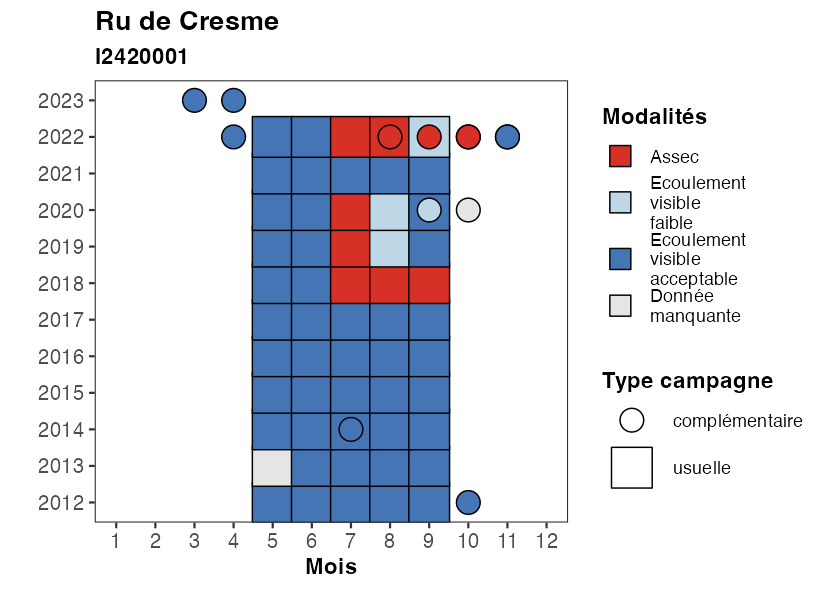 Ru de Cresme
I2420001
2023
2022
2021
2020
2019
2018
2017
2016
2015
2014
2013
2012
1 2 3 4 5 6 7 8 9 10 11 12
Mois
Modalités
Assec
Ecoulement
visible
faible
Ecoulement
visible
acceptable
Donnée
manquante
Type campagne
complémentaire
usuelle